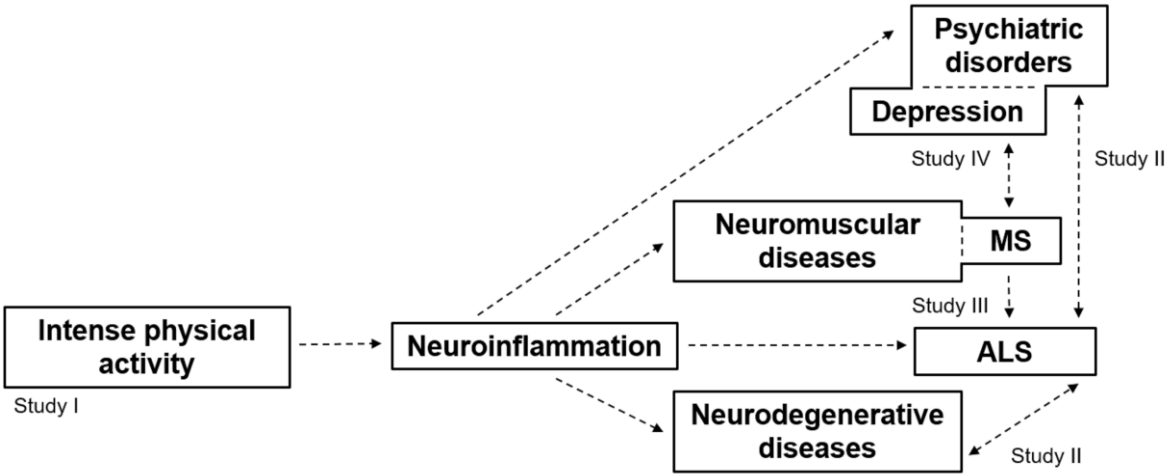 Psychiatric
disorders
Depression
Study IV
Study II
Neuromuscular
diseases
MS
Study III
Intense physical
activity
Neuroinflammation
ALS
Study I
Neurodegenerative
diseases
Study II